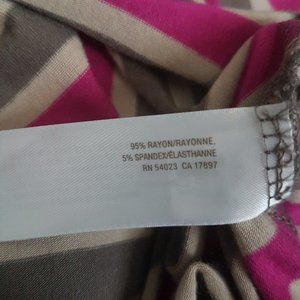 95% RAYON/RAYONNE,
5% SPANDEX/ÉLASTHANNE
RN 54023 CA 17897